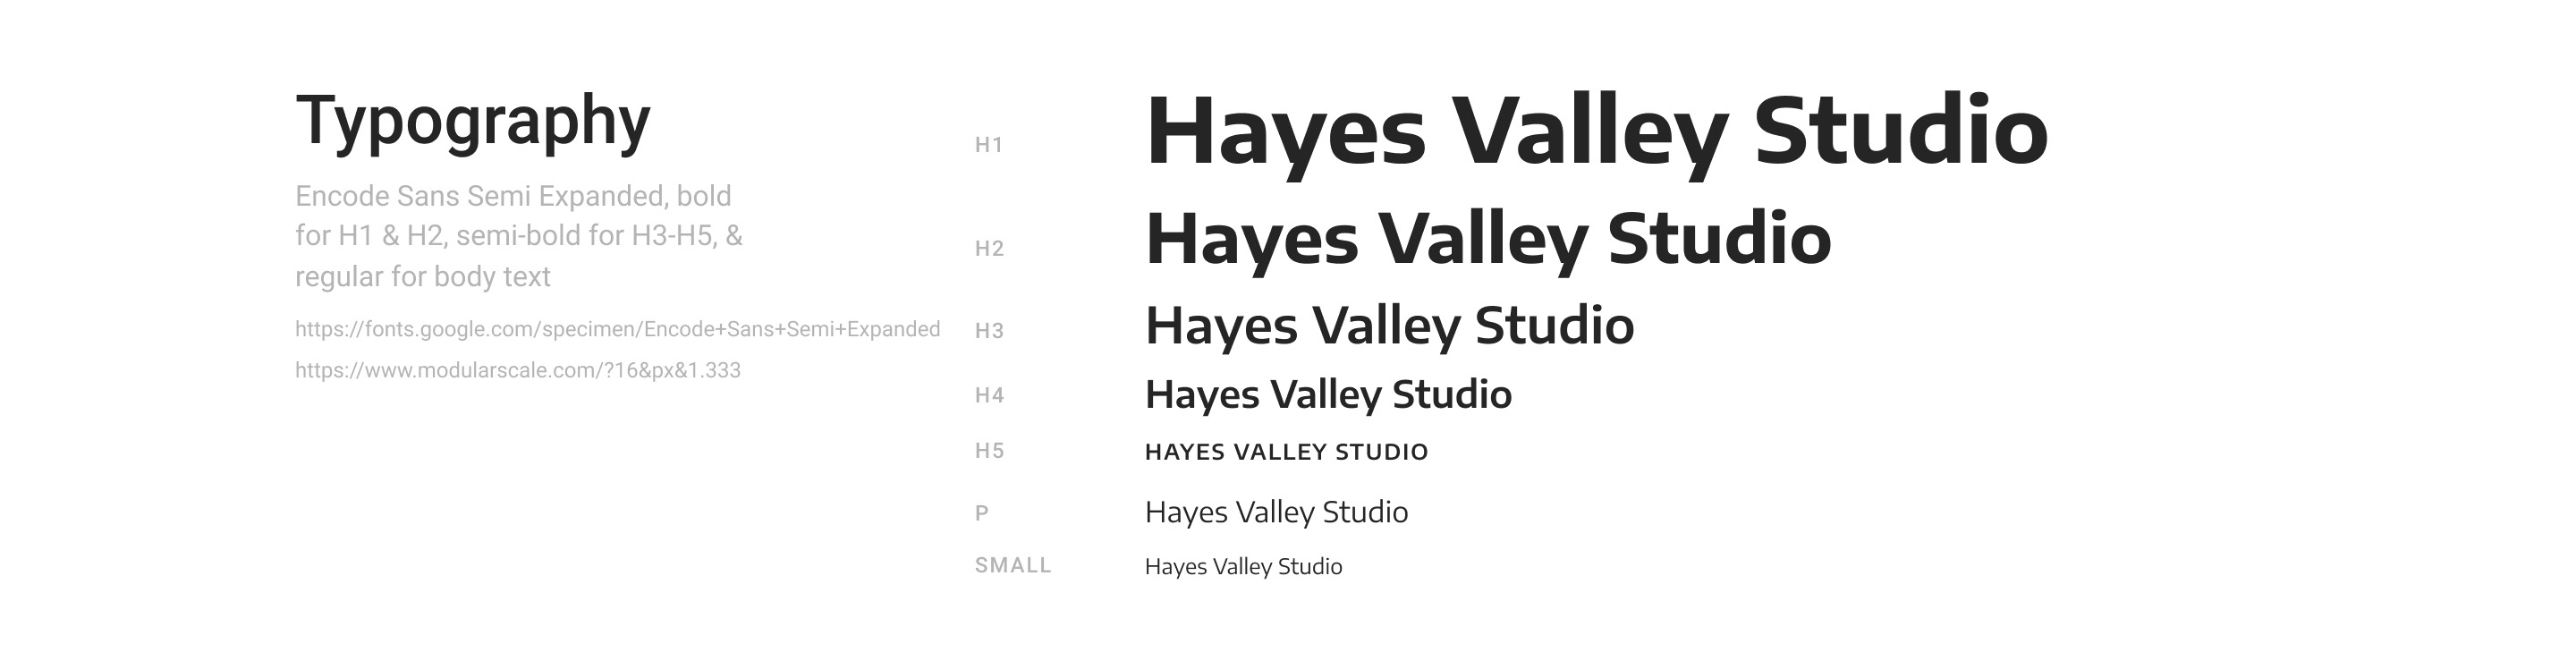 Typography
Encode Sans Semi Expanded, bold
for H1 & H2, semi-bold for H3-H5, &
regular for body text
https://fonts.google.com/specimen/Encode+Sans+Semi+Expanded
https://www.modularscale.com/?16&px&1.333
H1 Hayes Valley Studio
H2 Hayes Valley Studio
H3 Hayes Valley Studio
H4 Hayes Valley Studio
H5 HAYES VALLEY STUDIO
P Hayes Valley Studio
SMALL Hayes Valley Studio